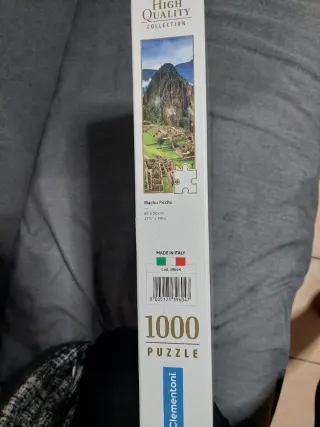 HIGH
QUALITY
COLLECTION
Machu Picchu
MADE IN ITALY
1000
PUZZLE
Clementoni